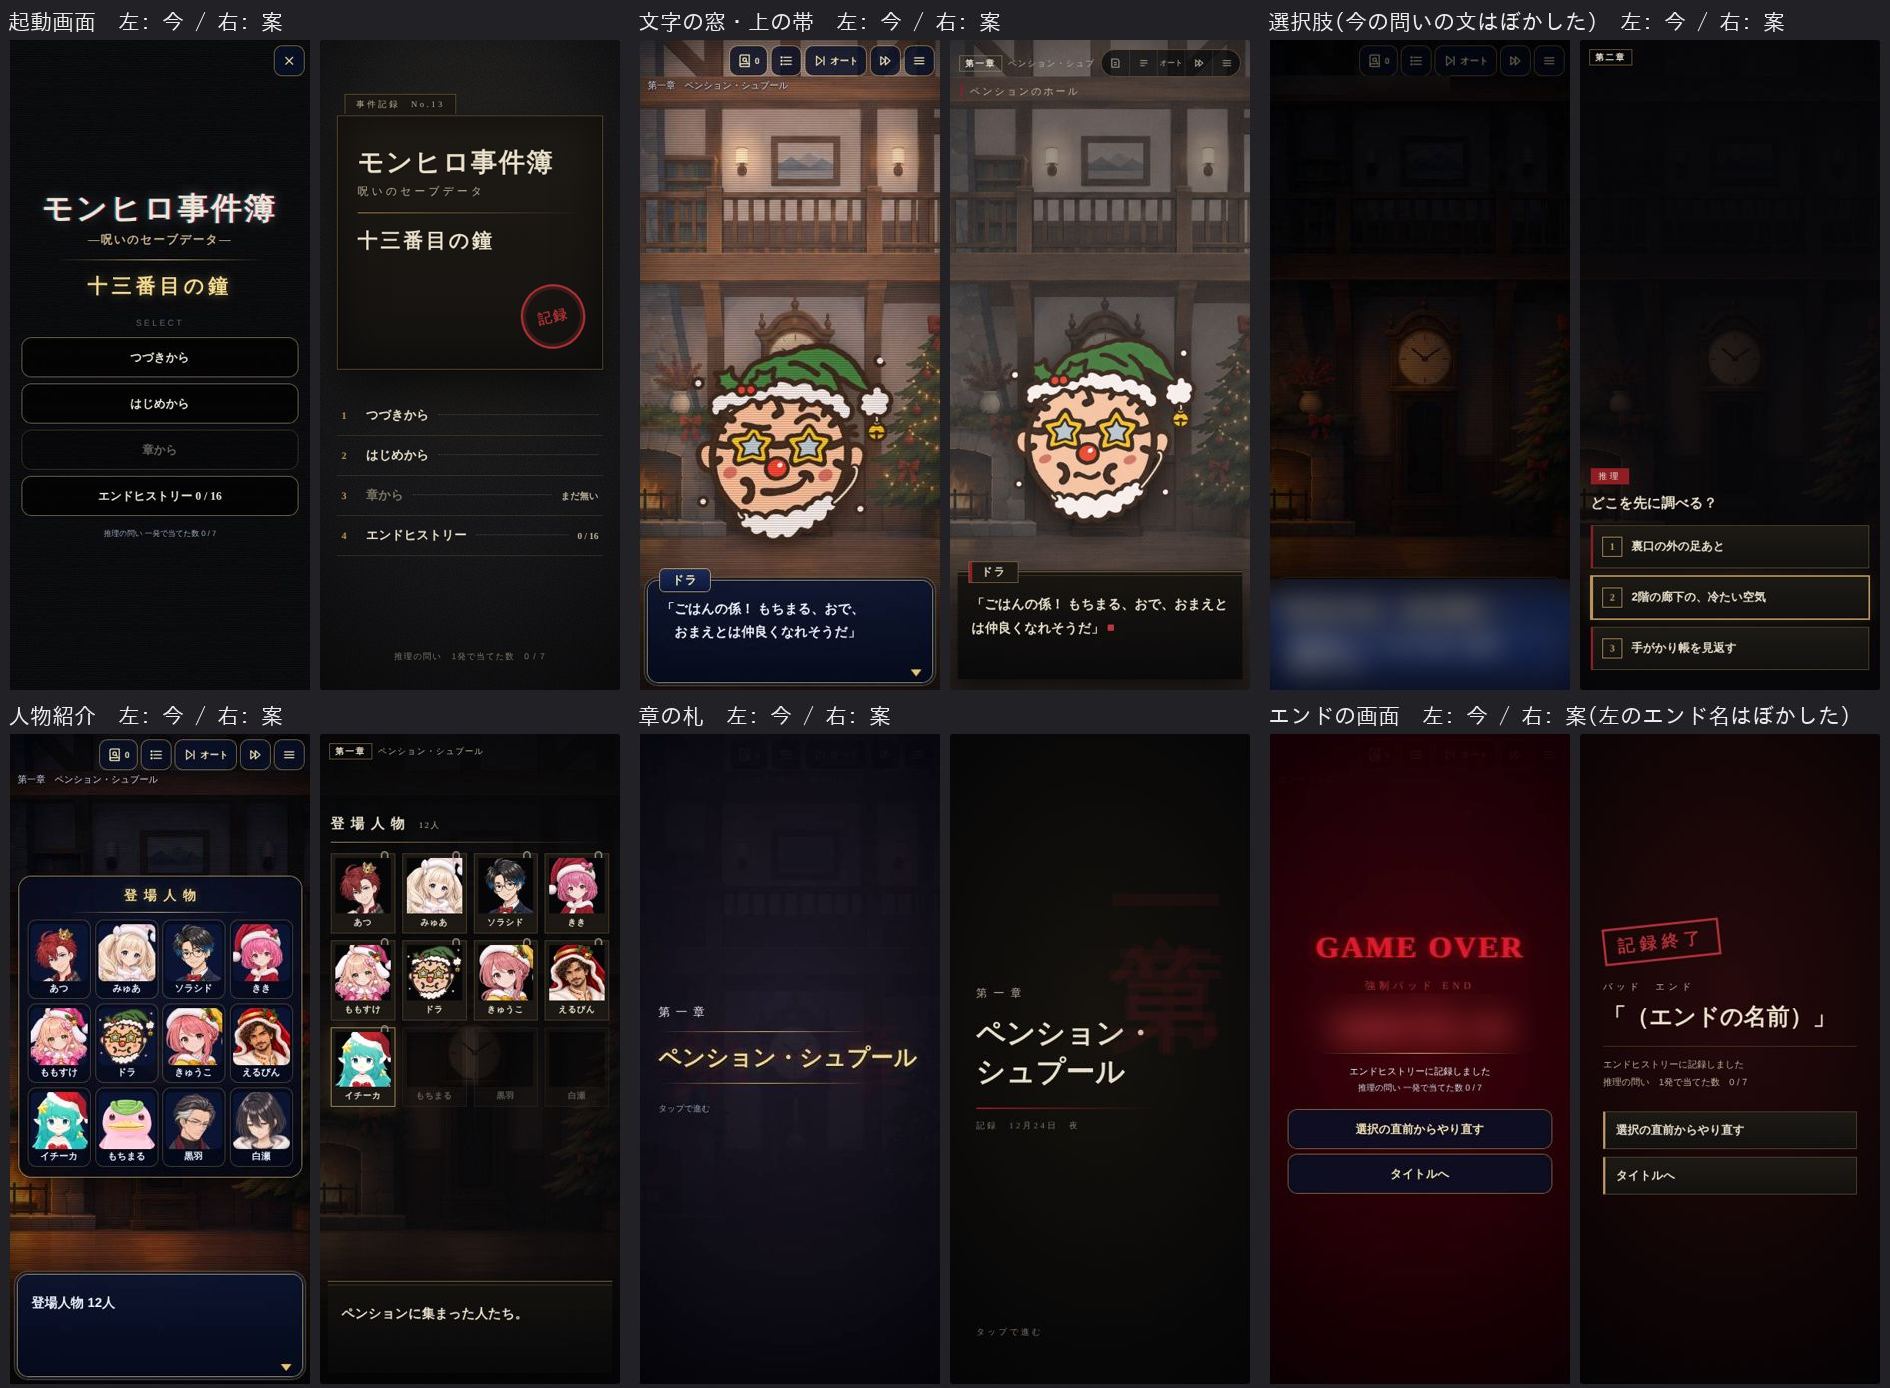 起動画面　左: 今 / 右: 案
モンヒロ事件簿
―呪いのセーブデータ―
十三番目の鐘
SELECT
つづきから
はじめから
章から
エンドヒストリー 0 / 16
推理の問い 一発で当てた数 0 / 7
事件記録　No.13
モンヒロ事件簿
呪いのセーブデータ
十三番目の鐘
記録
1 つづきから
2 はじめから
3 章から まだ無い
4 エンドヒストリー 0 / 16
推理の問い　1発で当てた数　0 / 7
文字の窓・上の帯　左: 今 / 右: 案
0 オート
第一章　ペンション・シュプール
ドラ
「ごはんの係！ もちまる、おで、
おまえとは仲良くなれそうだ」
第一章 ペンション・シュプ オート
ペンションのホール
ドラ
「ごはんの係！ もちまる、おで、おまえと
は仲良くなれそうだ」
選択肢(今の問いの文はぼかした)　左: 今 / 右: 案
0 オート
第二章
推理
どこを先に調べる？
1 裏口の外の足あと
2 2階の廊下の、冷たい空気
3 手がかり帳を見返す
人物紹介　左: 今 / 右: 案
0 オート
第一章　ペンション・シュプール
登場人物
あつ みゅあ ソラシド きき
ももすけ ドラ きゅうこ えるびん
イチーカ もちまる 黒羽 白瀬
登場人物 12人
第一章 ペンション・シュプール
登場人物 12人
あつ みゅあ ソラシド きき
ももすけ ドラ きゅうこ えるびん
イチーカ もちまる 黒羽 白瀬
ペンションに集まった人たち。
章の札　左: 今 / 右: 案
第一章
ペンション・シュプール
タップで進む
第一
第一章
ペンション・
シュプール
記録　12月24日　夜
タップで進む
エンドの画面　左: 今 / 右: 案(左のエンド名はぼかした)
GAME OVER
強制バッド END
エンドヒストリーに記録しました
推理の問い 一発で当てた数 0 / 7
選択の直前からやり直す
タイトルへ
記録終了
バッド　エンド
「（エンドの名前）」
エンドヒストリーに記録しました
推理の問い　1発で当てた数　0 / 7
選択の直前からやり直す
タイトルへ